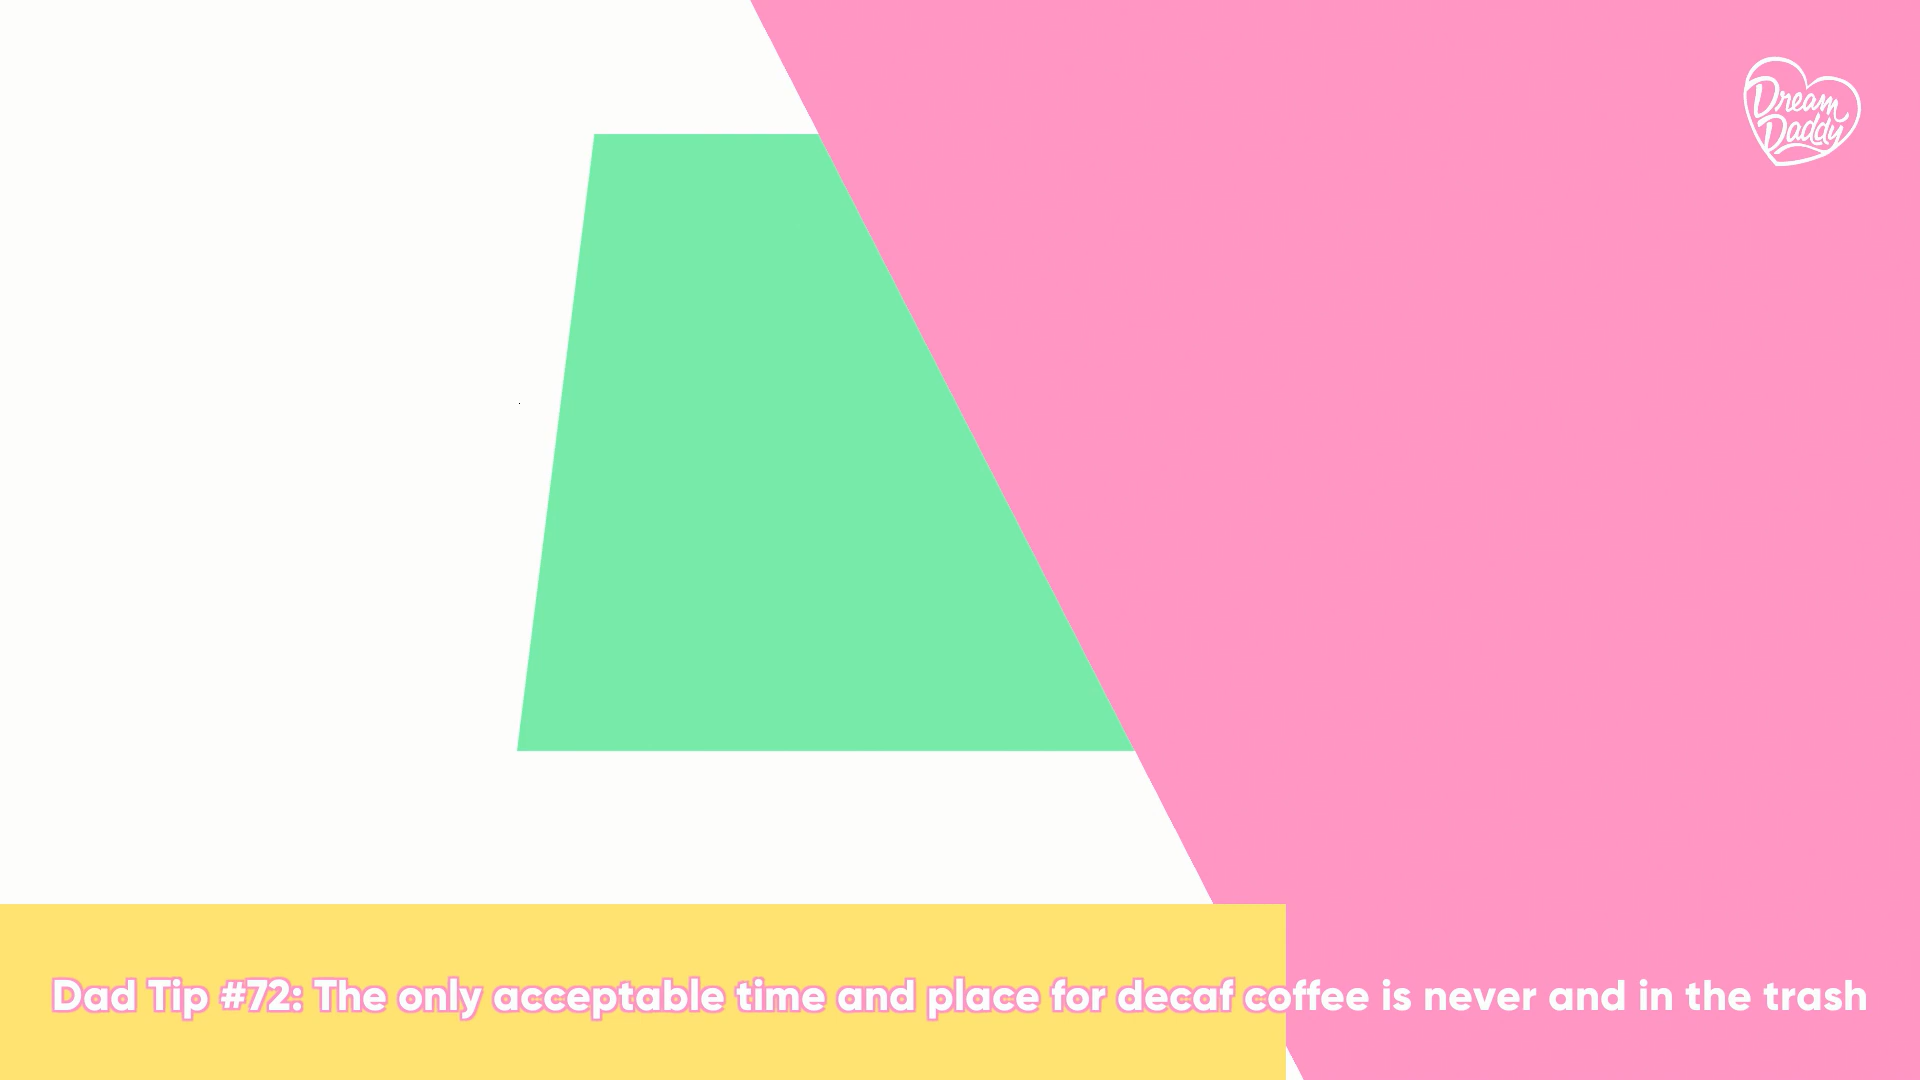 Dream
Daddy
Dad Tip #72: The only acceptable time and place for decaf coffee is never and in the trash